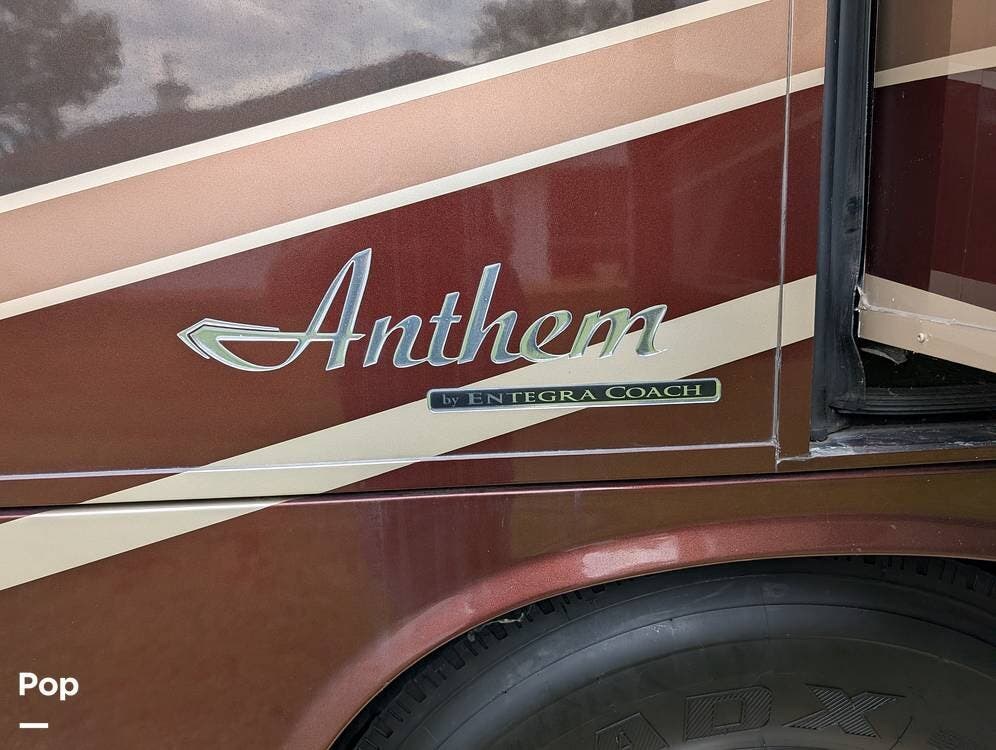 Anthem
by ENTEGRA COACH
Pop